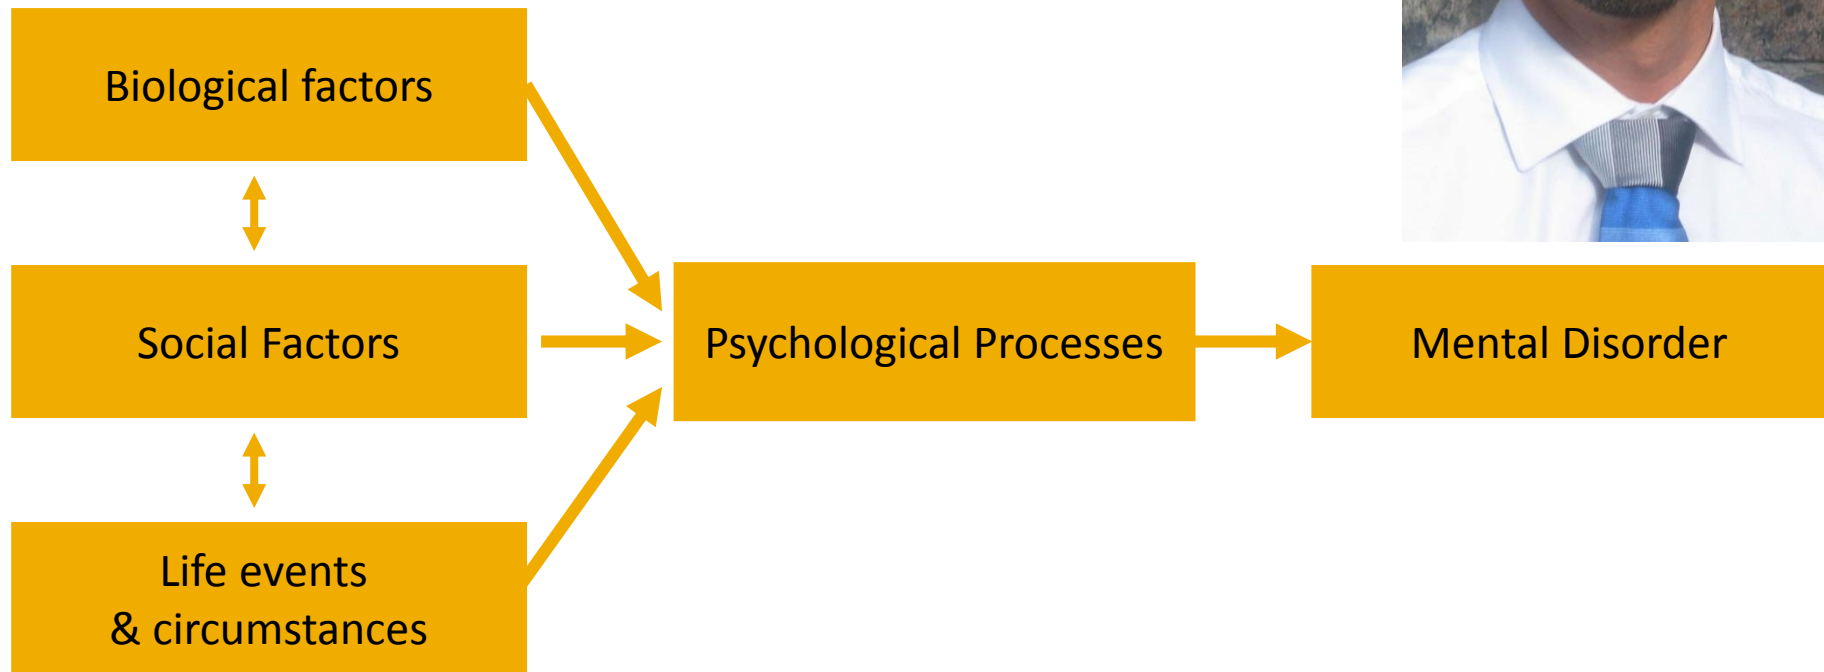 Biological factors
Social Factors
Psychological Processes
Mental Disorder
Life events
& circumstances